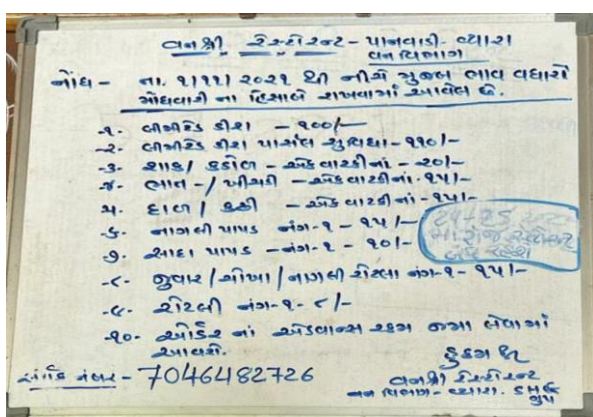 વનશ્રી રેસ્ટોરન્ટ - પાનવાડી - વ્યારા
વનવિભાગ
નોંધ - તા. ૧/૧૧/૨૦૨૧ થી નીચે મુજબ ભાવ વધારો
મોંઘવારી ના હિસાબે રાખવામાં આવેલ છે.
-૧- લીમીટેડ ડીશ - ૧૦૦/-
-૨- લીમીટેડ ડીશ પાર્સલ સુવિધા - ૧૧૦/-
-૩- શાક/ કઠોળ - એક વાટકીનાં - ૨૦/-
-૪- ભાત -/ ખીચડી - એક વાટકીનાં - ૧૫/-
૫- દાળ/ કઢી - એક વાટકીનાં - ૧૫/-
-૬- નાગલી પાપડ નંગ-૧ - ૧૫/-
૭- સાદા પાપડ - નંગ-૧ - ૧૦/-
-૮- જુવાર/ ચોખા/ નાગલી રોટલા નંગ-૧- ૧૫/-
-૯- રોટલી નંગ-૧- ૮/-
-૧૦- ઓર્ડર નાં એડવાન્સ રકમ જમા લેવામાં
આવશે.
હુકમ થી
સંપર્ક નંબર - 7046482726
વનશ્રી રેસ્ટોરન્ટ
વન વિભાગ - વ્યારા.
ગ્રુપ